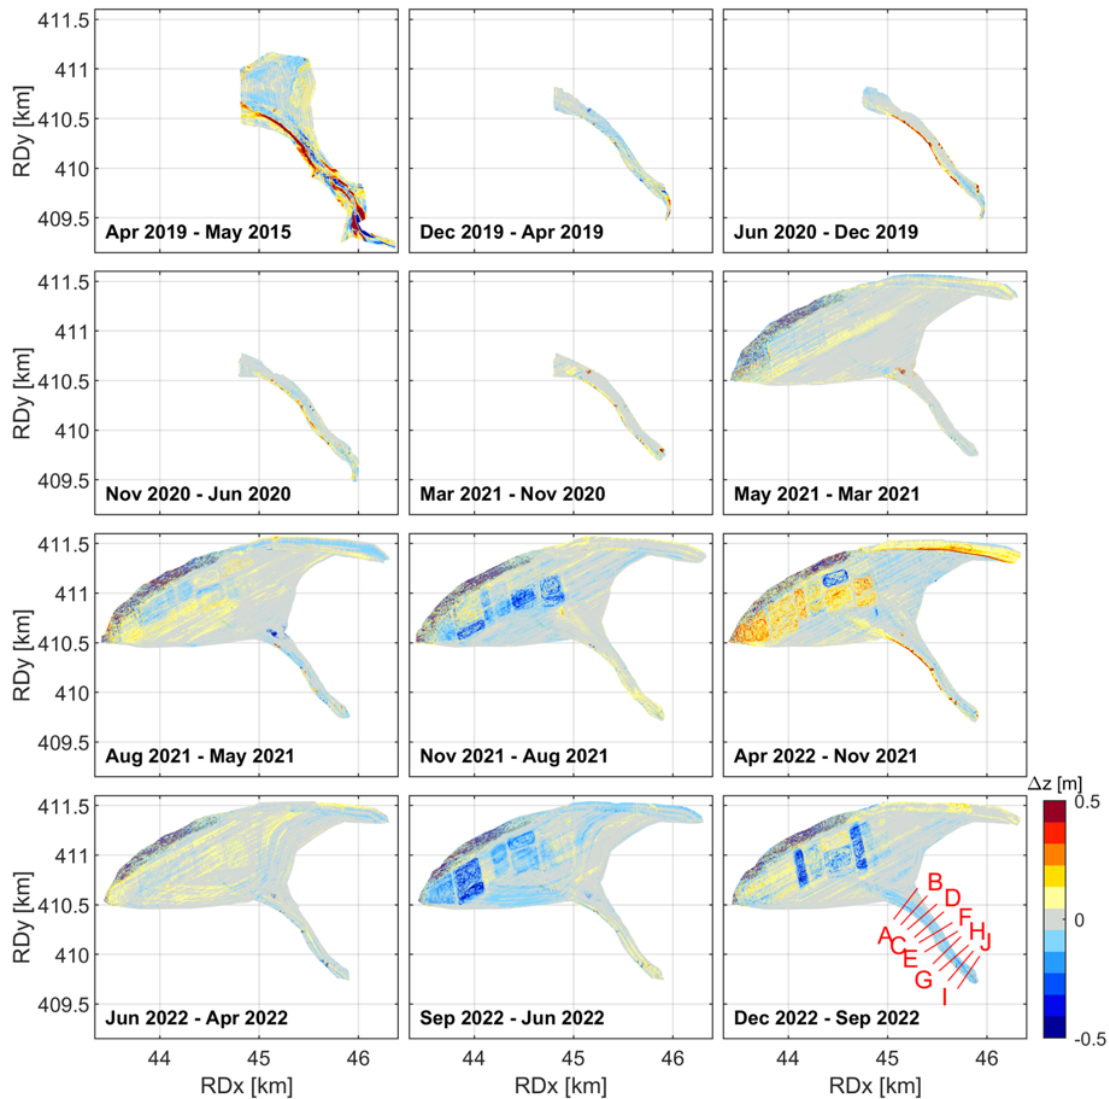 411.5
411
410.5
410
409.5
RDy [km]
Apr 2019 - May 2015
Dec 2019 - Apr 2019
Jun 2020 - Dec 2019
411.5
411
410.5
410
409.5
RDy [km]
Nov 2020 - Jun 2020
Mar 2021 - Nov 2020
May 2021 - Mar 2021
411.5
411
410.5
410
409.5
RDy [km]
Aug 2021 - May 2021
Nov 2021 - Aug 2021
Apr 2022 - Nov 2021
Δz [m]
0.5
0
-0.5
411.5
411
410.5
410
409.5
RDy [km]
Jun 2022 - Apr 2022
Sep 2022 - Jun 2022
Dec 2022 - Sep 2022
A
B
C
D
E
F
G
H
I
J
44 45 46
44 45 46
44 45 46
RDx [km]
RDx [km]
RDx [km]